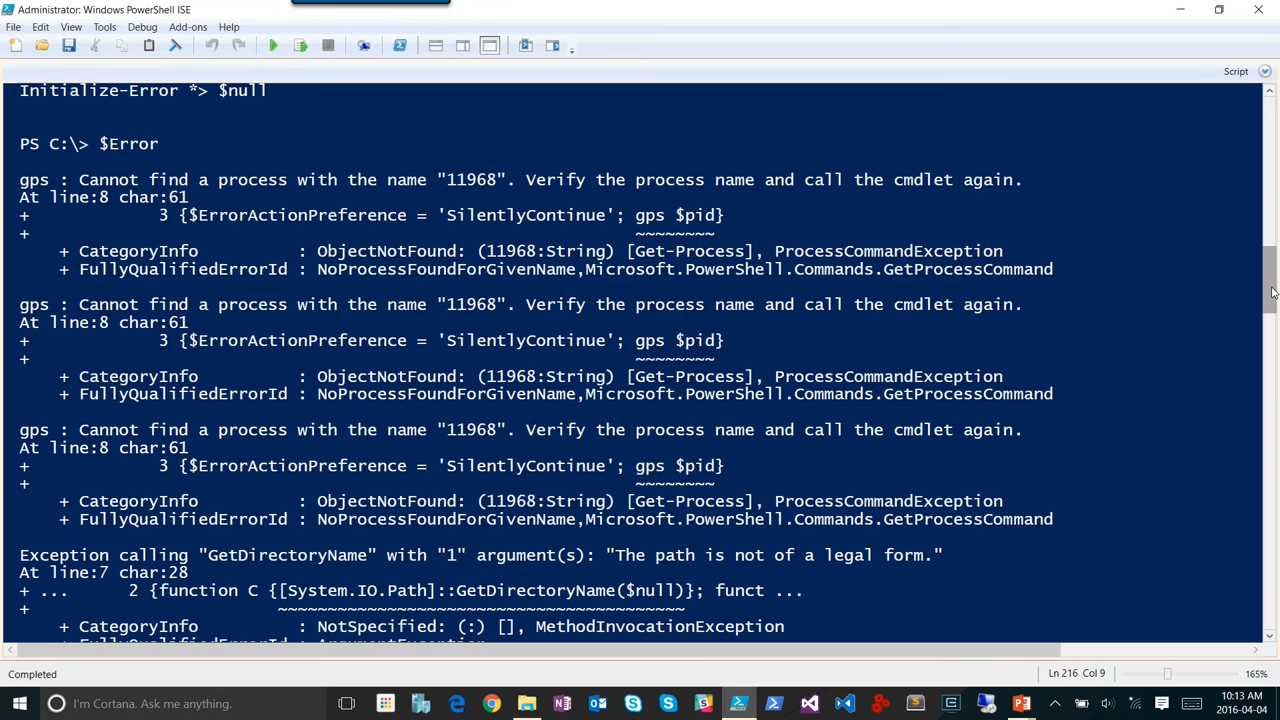 Administrator: Windows PowerShell ISE
File Edit View Tools Debug Add-ons Help
Script
Initialize-Error *> $null
PS C:\> $Error
gps : Cannot find a process with the name "11968". Verify the process name and call the cmdlet again.
At line:8 char:61
+ 3 {$ErrorActionPreference = 'SilentlyContinue'; gps $pid}
+ ~~~~~~~~
+ CategoryInfo : ObjectNotFound: (11968:String) [Get-Process], ProcessCommandException
+ FullyQualifiedErrorId : NoProcessFoundForGivenName,Microsoft.PowerShell.Commands.GetProcessCommand
gps : Cannot find a process with the name "11968". Verify the process name and call the cmdlet again.
At line:8 char:61
+ 3 {$ErrorActionPreference = 'SilentlyContinue'; gps $pid}
+ ~~~~~~~~
+ CategoryInfo : ObjectNotFound: (11968:String) [Get-Process], ProcessCommandException
+ FullyQualifiedErrorId : NoProcessFoundForGivenName,Microsoft.PowerShell.Commands.GetProcessCommand
gps : Cannot find a process with the name "11968". Verify the process name and call the cmdlet again.
At line:8 char:61
+ 3 {$ErrorActionPreference = 'SilentlyContinue'; gps $pid}
+ ~~~~~~~~
+ CategoryInfo : ObjectNotFound: (11968:String) [Get-Process], ProcessCommandException
+ FullyQualifiedErrorId : NoProcessFoundForGivenName,Microsoft.PowerShell.Commands.GetProcessCommand
Exception calling "GetDirectoryName" with "1" argument(s): "The path is not of a legal form."
At line:7 char:28
+ ... 2 {function C {[System.IO.Path]::GetDirectoryName($null)}; funct ...
+ ~~~~~~~~~~~~~~~~~~~~~~~~~~~~~~~~~~~~~~~~~
+ CategoryInfo : NotSpecified: (:) [], MethodInvocationException
+ FullyQualifiedErrorId : ArgumentException
Completed
Ln 216 Col 9
165%
I'm Cortana. Ask me anything.
10:13 AM
2016-04-04